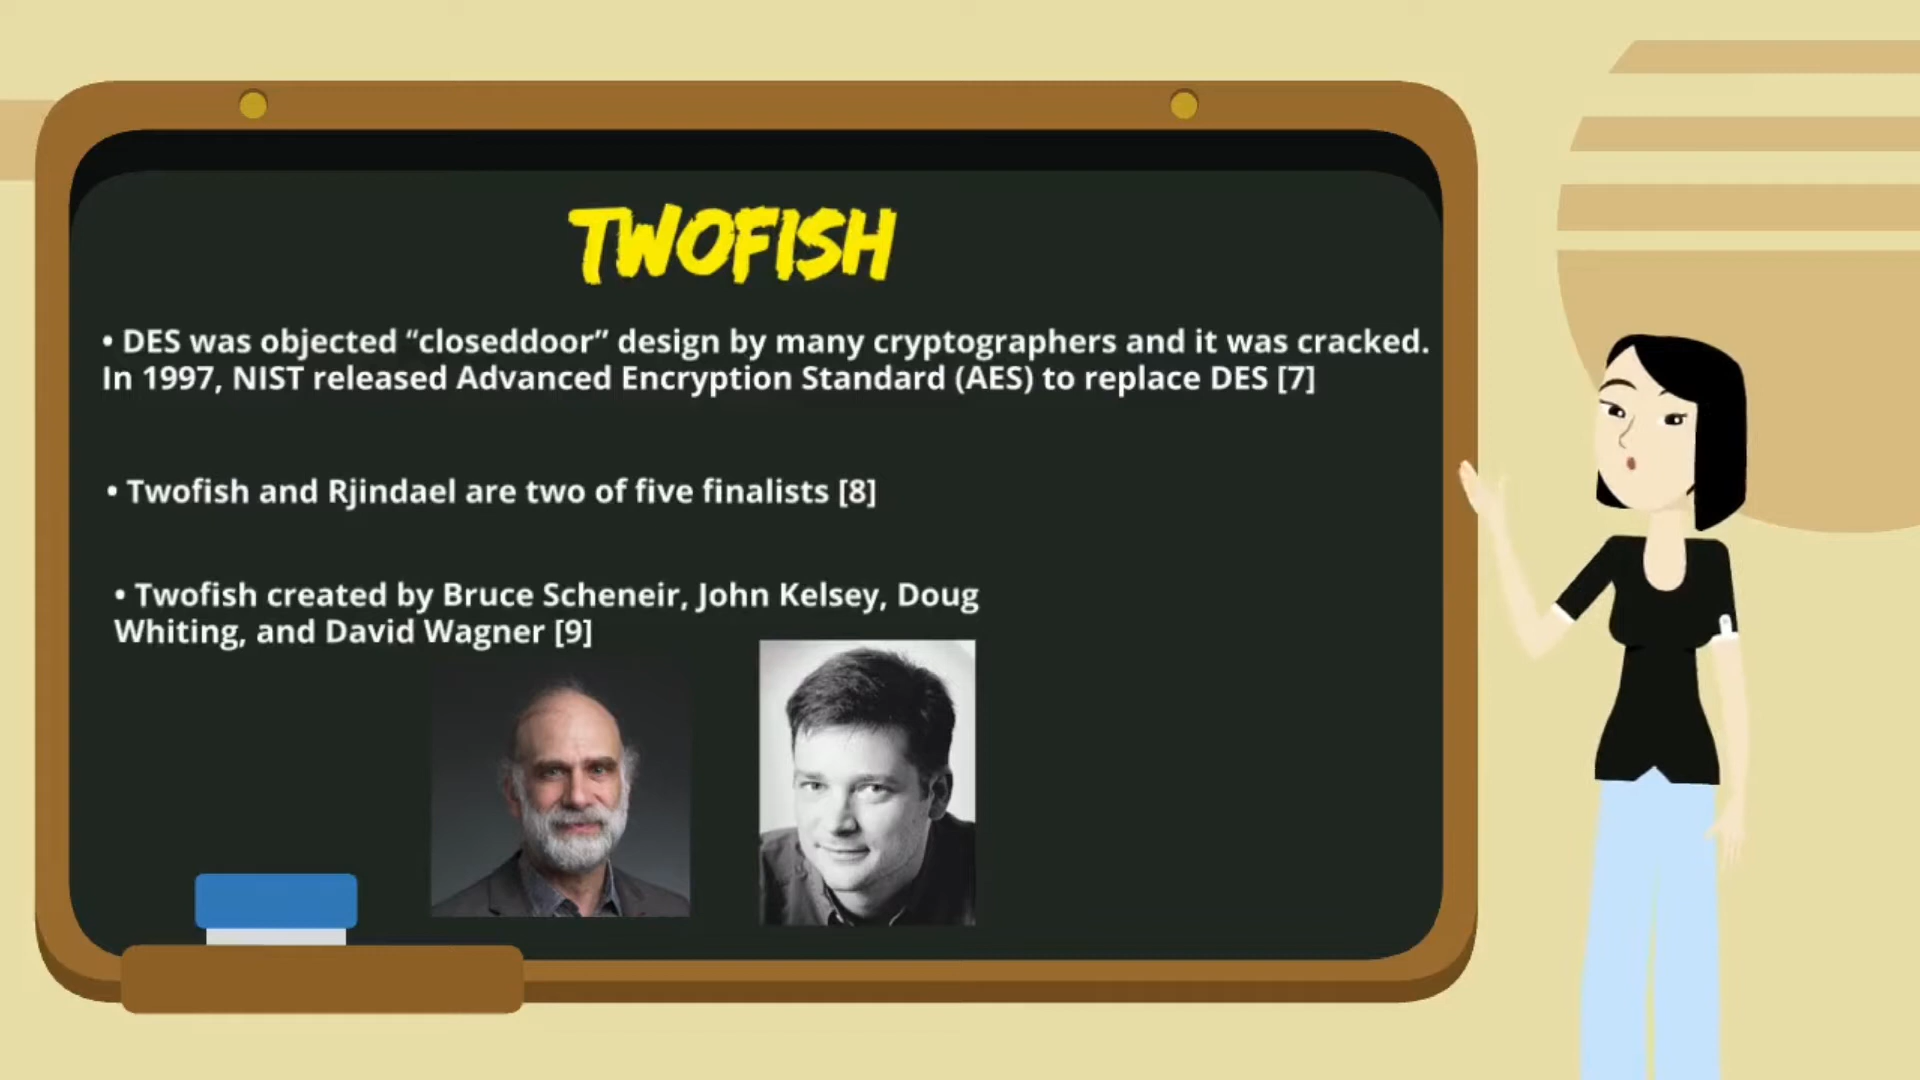 TWOFISH
• DES was objected “closeddoor” design by many cryptographers and it was cracked.
In 1997, NIST released Advanced Encryption Standard (AES) to replace DES [7]
• Twofish and Rjindael are two of five finalists [8]
• Twofish created by Bruce Scheneir, John Kelsey, Doug
Whiting, and David Wagner [9]